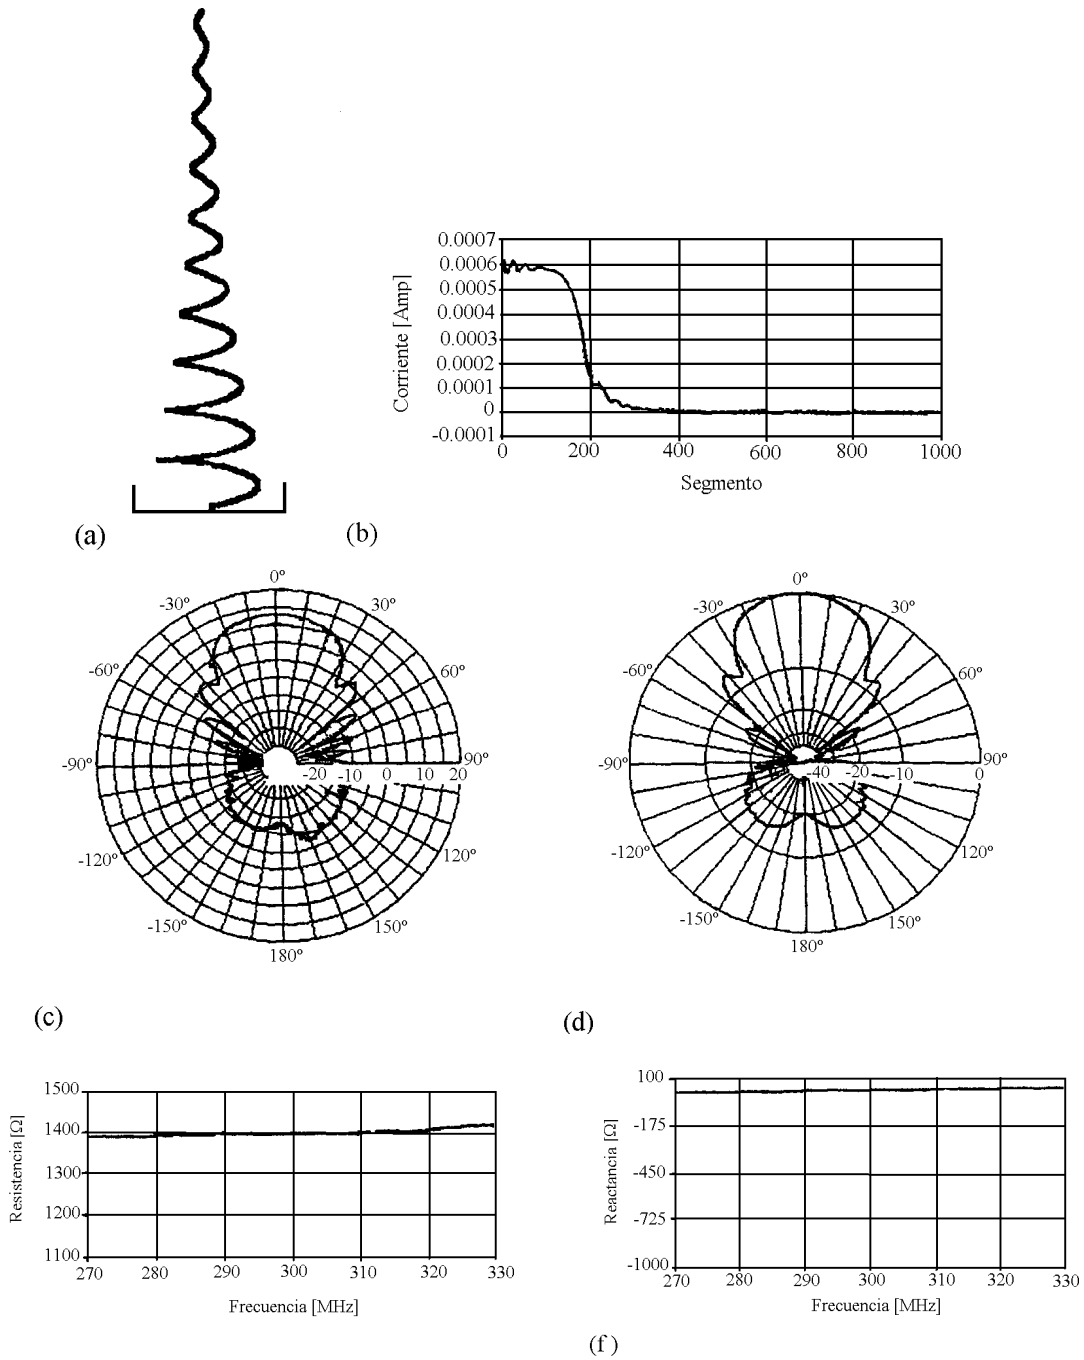 (a)
0.0007
0.0006
0.0005
0.0004
0.0003
0.0002
0.0001
0
-0.0001
Corriente [Amp]
0 200 400 600 800 1000
Segmento
(b)
0º
-30º 30º
-60º 60º
-90º 90º
-20 -10 0 10 20
-120º 120º
-150º 150º
180º
(c)
0º
-30º 30º
-60º 60º
-90º 90º
-40 -20 -10 0
-120º 120º
-150º 150º
180º
(d)
1500
1400
1300
1200
1100
Resistencia [Ω]
270 280 290 300 310 320 330
Frecuencia [MHz]
100
-175
-450
-725
-1000
Reactancia [Ω]
270 280 290 300 310 320 330
Frecuencia [MHz]
(f )